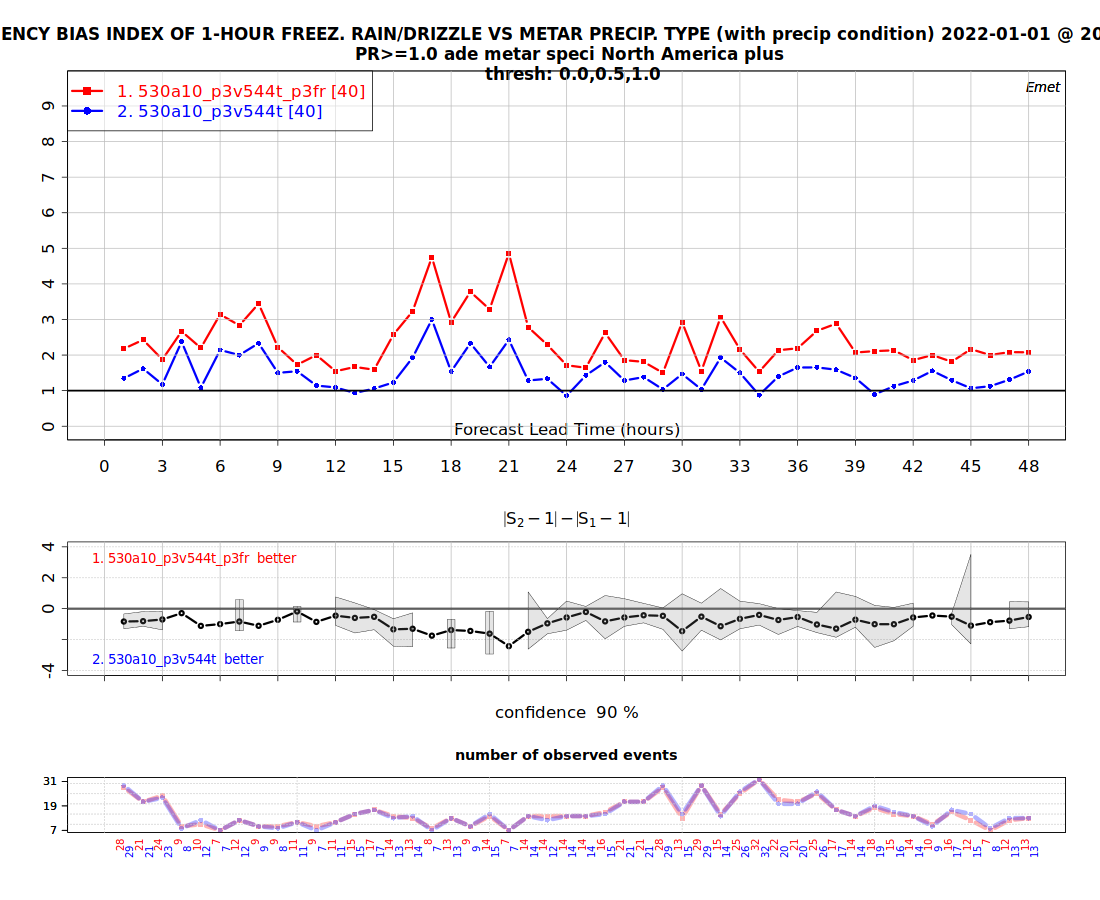 ENCY BIAS INDEX OF 1-HOUR FREEZ. RAIN/DRIZZLE VS METAR PRECIP. TYPE (with precip condition) 2022-01-01 @ 20
PR>=1.0 ade metar speci North America plus
thresh: 0.0,0.5,1.0
1. 530a10_p3v544t_p3fr [40]
2. 530a10_p3v544t [40]
Emet
9
8
7
6
5
4
3
2
1
0
Forecast Lead Time (hours)
0 3 6 9 12 15 18 21 24 27 30 33 36 39 42 45 48
|S2 − 1| − |S1 − 1|
4
2
0
-4
1. 530a10_p3v544t_p3fr better
2. 530a10_p3v544t better
confidence 90 %
number of observed events
31
19
7